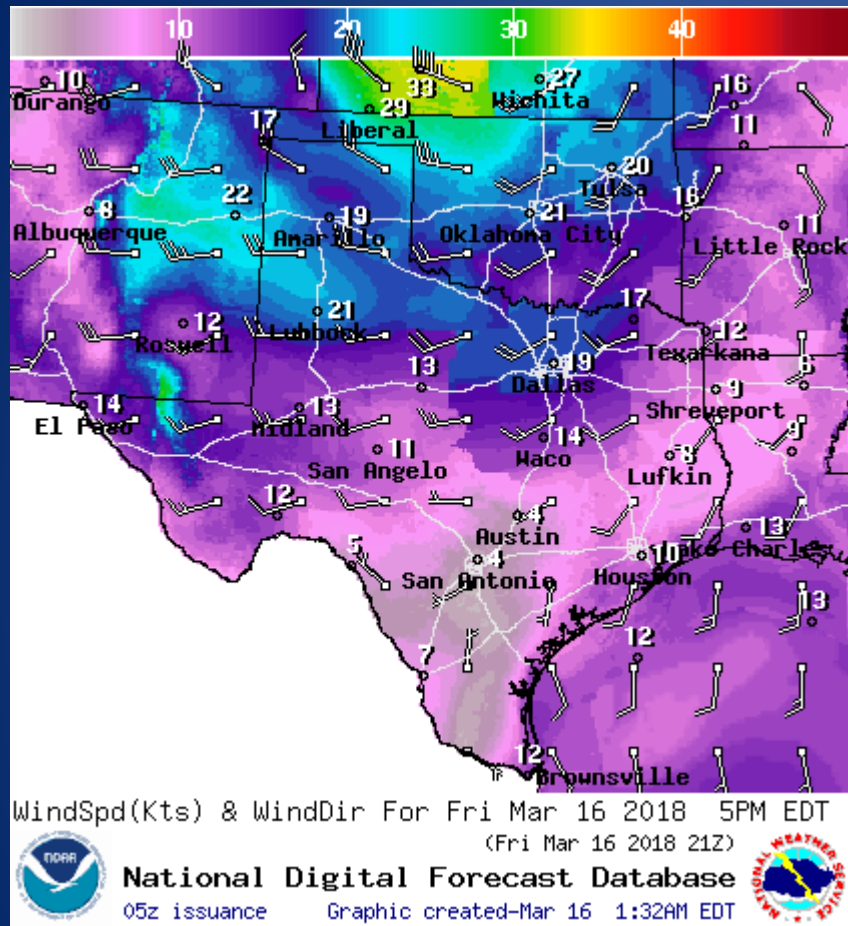 10 20 30 40
10 33 27
Durango Wichita 16
29
Liberal
17 11
20
Tulsa
8 22 19 21 16 11
Albuquerque Amarillo Oklahoma City Little Rock
12 21 17
Roswell Lubbock 12
Texarkana
13 19 6
Dallas
14 13 9
El Paso Midland Shreveport
11 14 8 9
San Angelo Waco Lufkin
12 4 13
Austin Lake Charles
5 4 10
San Antonio Houston
13
7 12
12
Brownsville
WindSpd(Kts) & WindDir For Fri Mar 16 2018 5PM EDT
(Fri Mar 16 2018 21Z)
NOAA
National Digital Forecast Database
05z issuance Graphic created-Mar 16 1:32AM EDT
NATIONAL WEATHER SERVICE